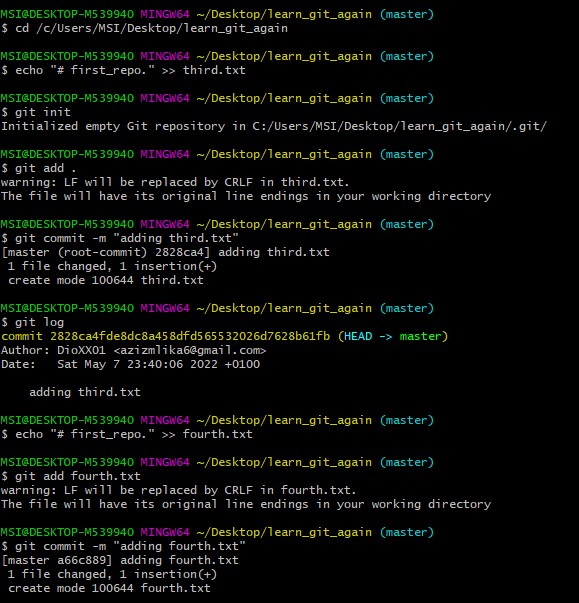 MSI@DESKTOP-M539940 MINGW64 ~/Desktop/learn_git_again (master)
$ cd /c/Users/MSI/Desktop/learn_git_again
MSI@DESKTOP-M539940 MINGW64 ~/Desktop/learn_git_again (master)
$ echo "# first_repo." >> third.txt
MSI@DESKTOP-M539940 MINGW64 ~/Desktop/learn_git_again (master)
$ git init
Initialized empty Git repository in C:/Users/MSI/Desktop/learn_git_again/.git/
MSI@DESKTOP-M539940 MINGW64 ~/Desktop/learn_git_again (master)
$ git add .
warning: LF will be replaced by CRLF in third.txt.
The file will have its original line endings in your working directory
MSI@DESKTOP-M539940 MINGW64 ~/Desktop/learn_git_again (master)
$ git commit -m "adding third.txt"
[master (root-commit) 2828ca4] adding third.txt
 1 file changed, 1 insertion(+)
 create mode 100644 third.txt
MSI@DESKTOP-M539940 MINGW64 ~/Desktop/learn_git_again (master)
$ git log
commit 2828ca4fde8dc8a458dfd565532026d7628b61fb (HEAD -> master)
Author: DioXX01 <azizmlika6@gmail.com>
Date:   Sat May 7 23:40:06 2022 +0100
    adding third.txt
MSI@DESKTOP-M539940 MINGW64 ~/Desktop/learn_git_again (master)
$ echo "# first_repo." >> fourth.txt
MSI@DESKTOP-M539940 MINGW64 ~/Desktop/learn_git_again (master)
$ git add fourth.txt
warning: LF will be replaced by CRLF in fourth.txt.
The file will have its original line endings in your working directory
MSI@DESKTOP-M539940 MINGW64 ~/Desktop/learn_git_again (master)
$ git commit -m "adding fourth.txt"
[master a66c889] adding fourth.txt
 1 file changed, 1 insertion(+)
 create mode 100644 fourth.txt